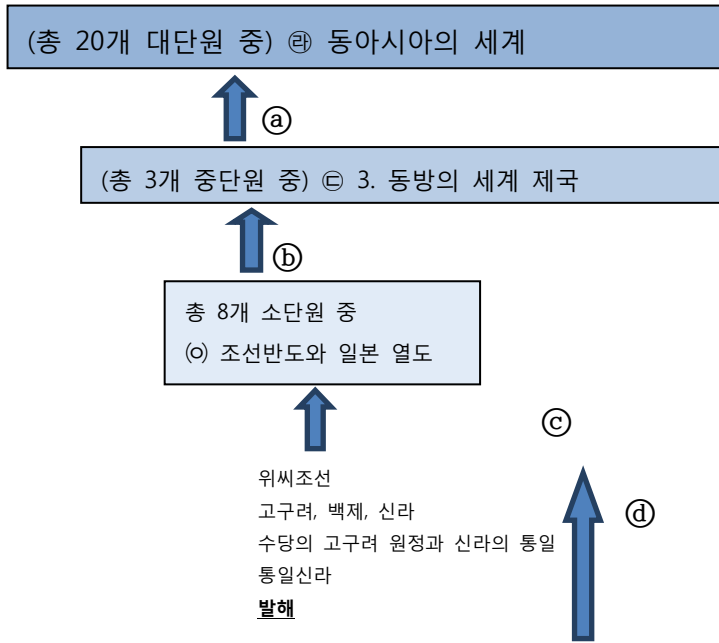 (총 20개 대단원 중) ㉣ 동아시아의 세계
ⓐ
(총 3개 중단원 중) ㉢ 3. 동방의 세계 제국
ⓑ
총 8개 소단원 중
㈇ 조선반도와 일본 열도
ⓒ
위씨조선
고구려, 백제, 신라
ⓓ
수당의 고구려 원정과 신라의 통일
통일신라
발해